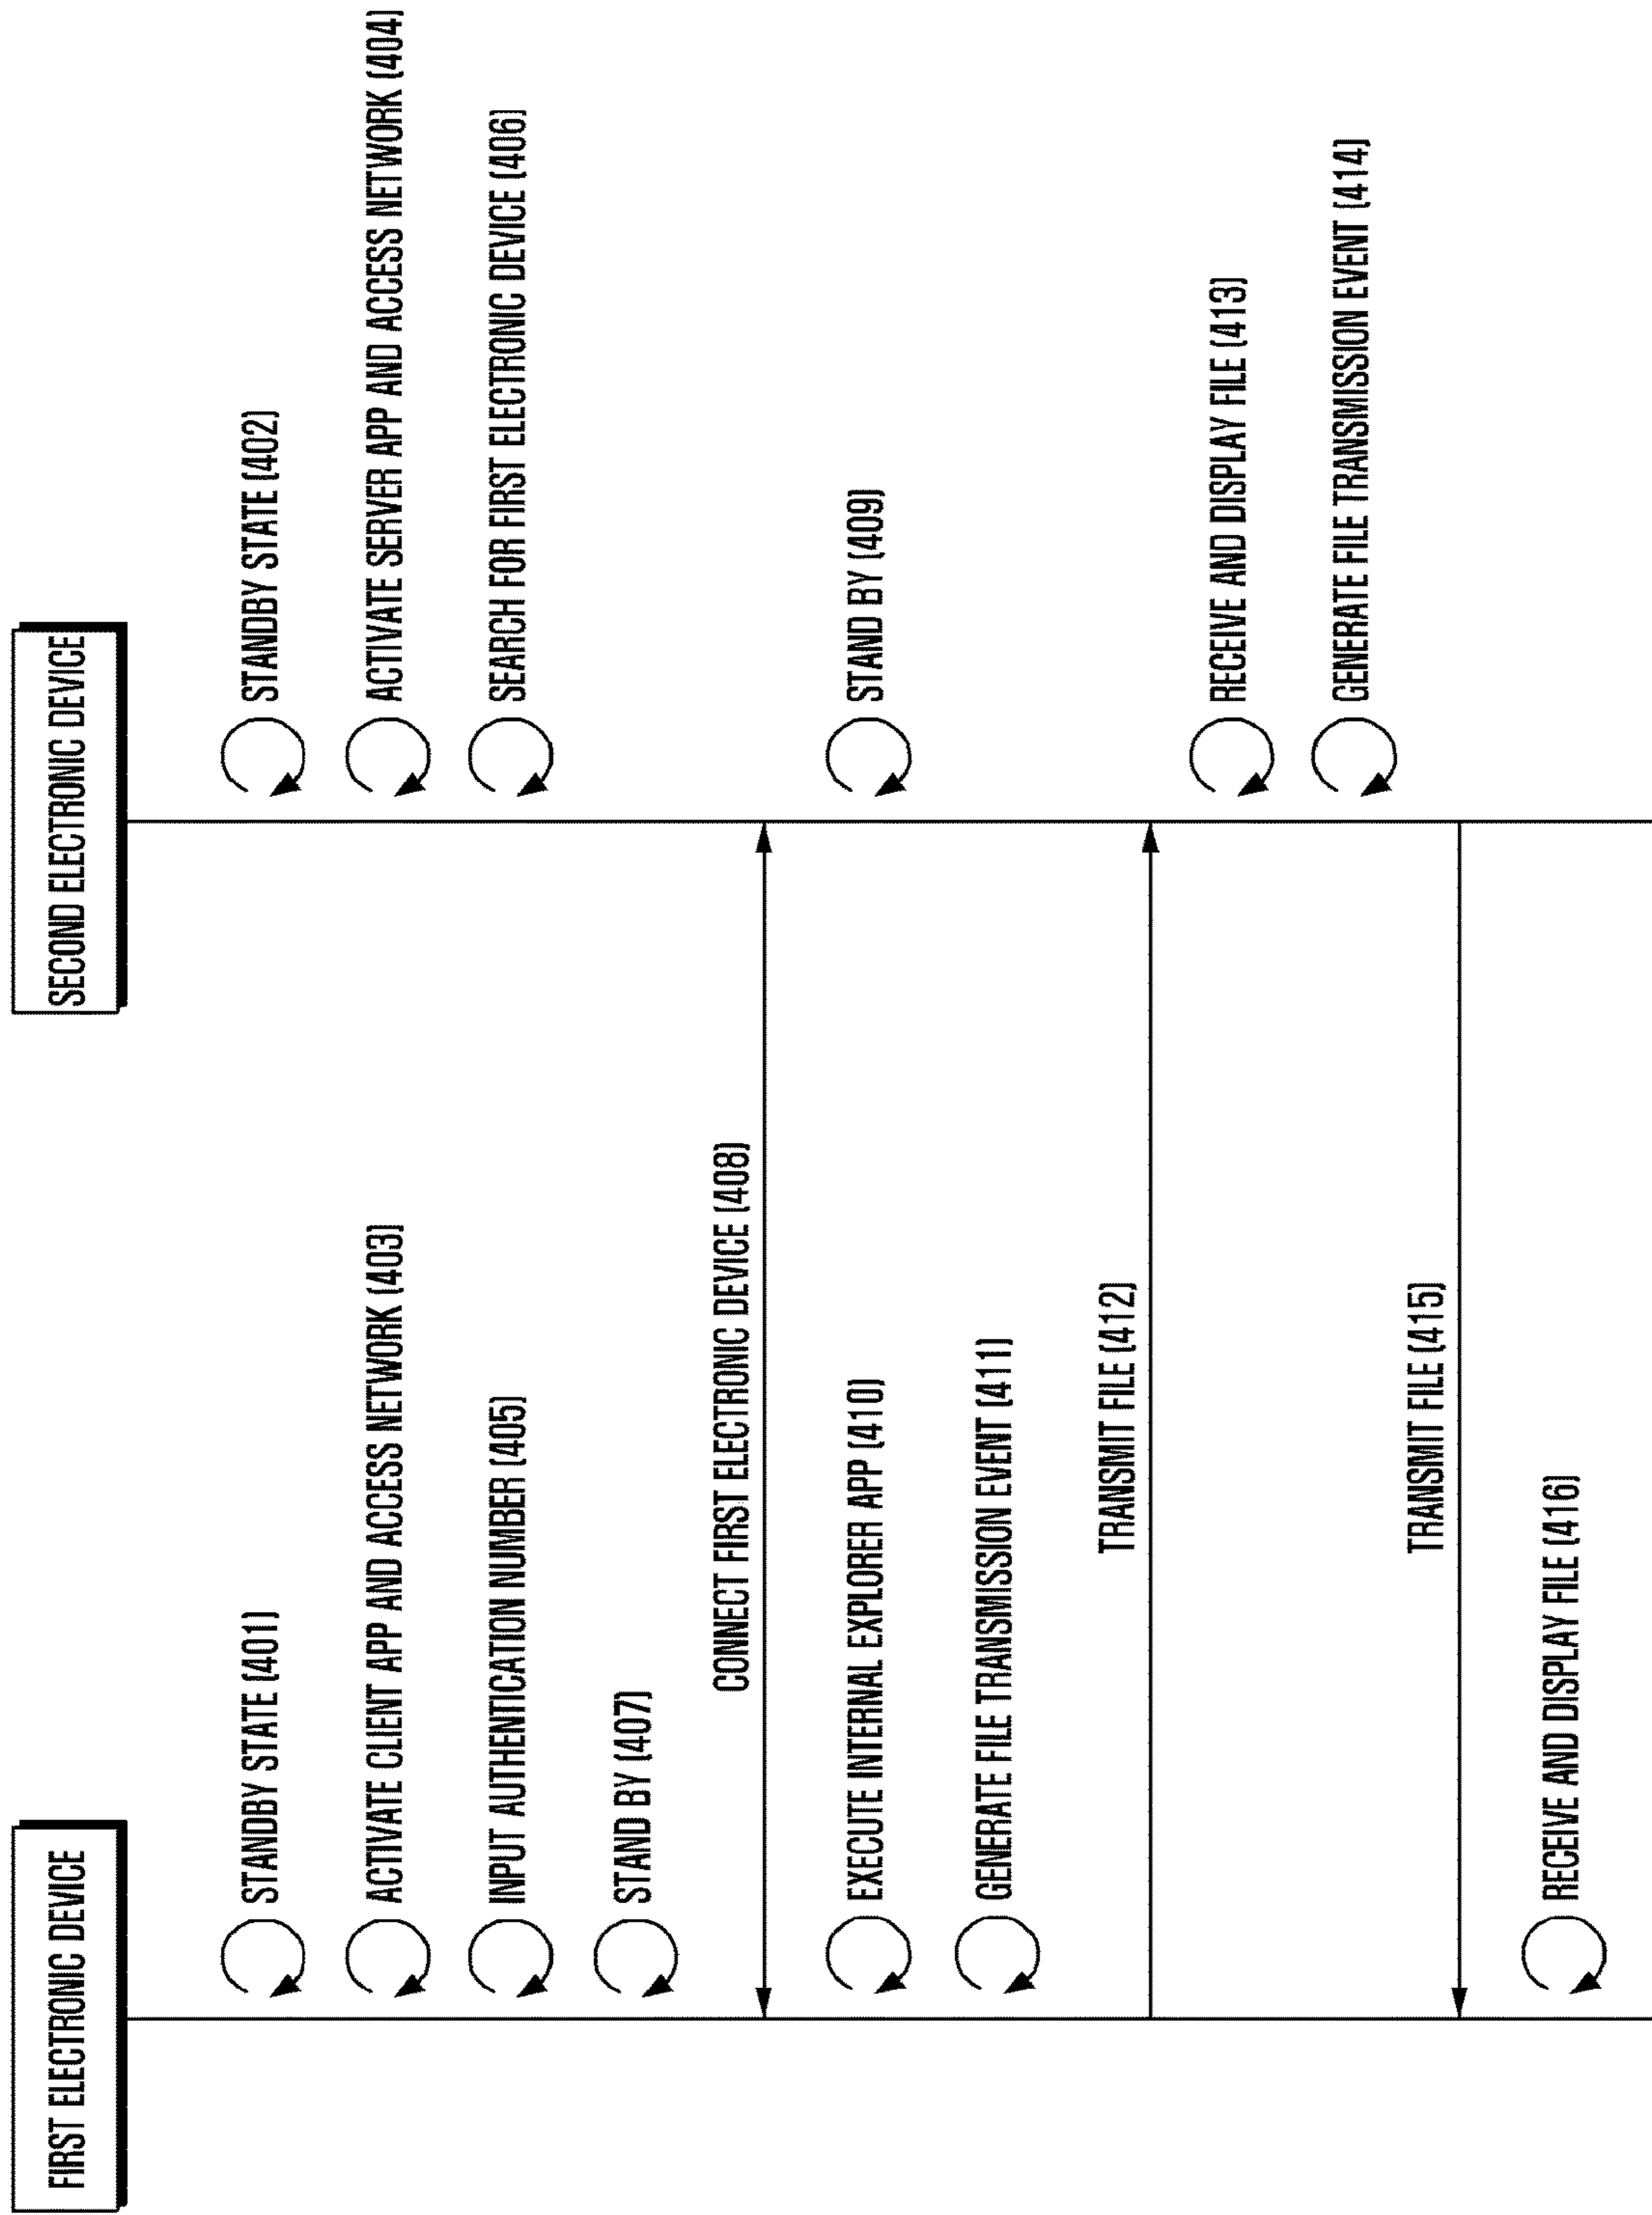 FIRST ELECTRONIC DEVICE
SECOND ELECTRONIC DEVICE
STANDBY STATE (401)
STANDBY STATE (402)
ACTIVATE CLIENT APP AND ACCESS NETWORK (403)
ACTIVATE SERVER APP AND ACCESS NETWORK (404)
INPUT AUTHENTICATION NUMBER (405)
SEARCH FOR FIRST ELECTRONIC DEVICE (406)
STAND BY (407)
CONNECT FIRST ELECTRONIC DEVICE (408)
EXECUTE INTERNAL EXPLORER APP (410)
STAND BY (409)
GENERATE FILE TRANSMISSION EVENT (411)
TRANSMIT FILE (412)
RECEIVE AND DISPLAY FILE (413)
GENERATE FILE TRANSMISSION EVENT (414)
TRANSMIT FILE (415)
RECEIVE AND DISPLAY FILE (416)